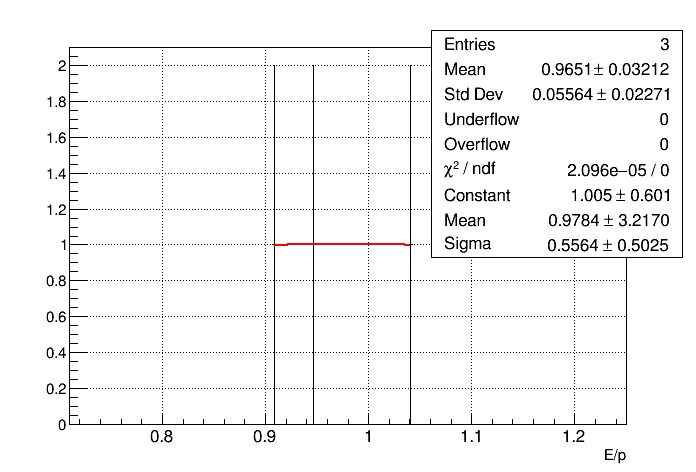 Entries 3
Mean 0.9651± 0.03212
Std Dev 0.05564 ± 0.02271
Underflow 0
Overflow 0
χ² / ndf 2.096e−05 / 0
Constant 1.005 ± 0.601
Mean 0.9784 ± 3.2170
Sigma 0.5564 ± 0.5025
2
1.8
1.6
1.4
1.2
1
0.8
0.6
0.4
0.2
0
0.8 0.9 1 1.1 1.2
E/p